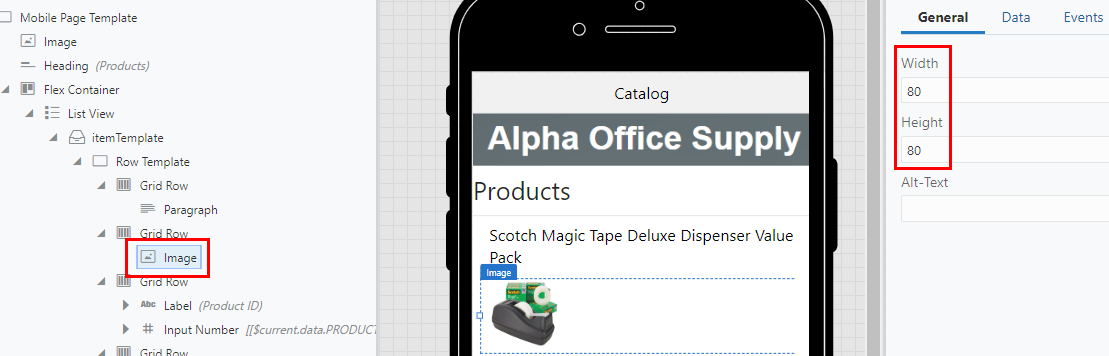 Mobile Page Template
Image
Heading (Products)
Flex Container
List View
itemTemplate
Row Template
Grid Row
Paragraph
Grid Row
Image
Grid Row
Label (Product ID)
Input Number [[$current.data.PRODUCT
Grid Row
Catalog
Alpha Office Supply
Products
Scotch Magic Tape Deluxe Dispenser Value
Pack
Image
General Data Events
Width
80
Height
80
Alt-Text